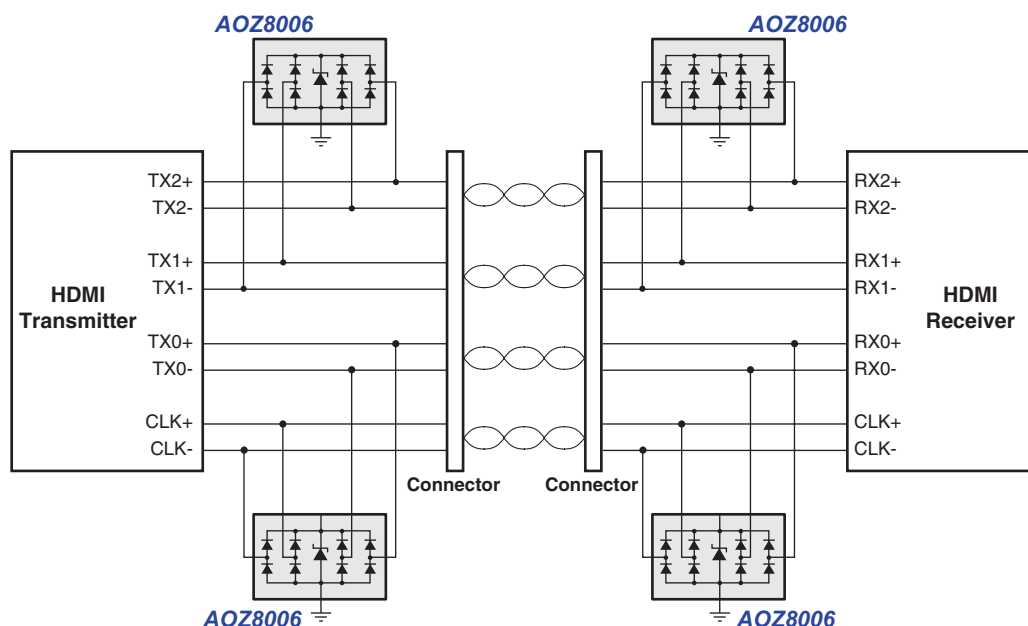 AOZ8006
AOZ8006
HDMI
Transmitter
TX2+
TX2-
TX1+
TX1-
TX0+
TX0-
CLK+
CLK-
Connector
Connector
RX2+
RX2-
RX1+
RX1-
RX0+
RX0-
CLK+
CLK-
HDMI
Receiver
AOZ8006
AOZ8006